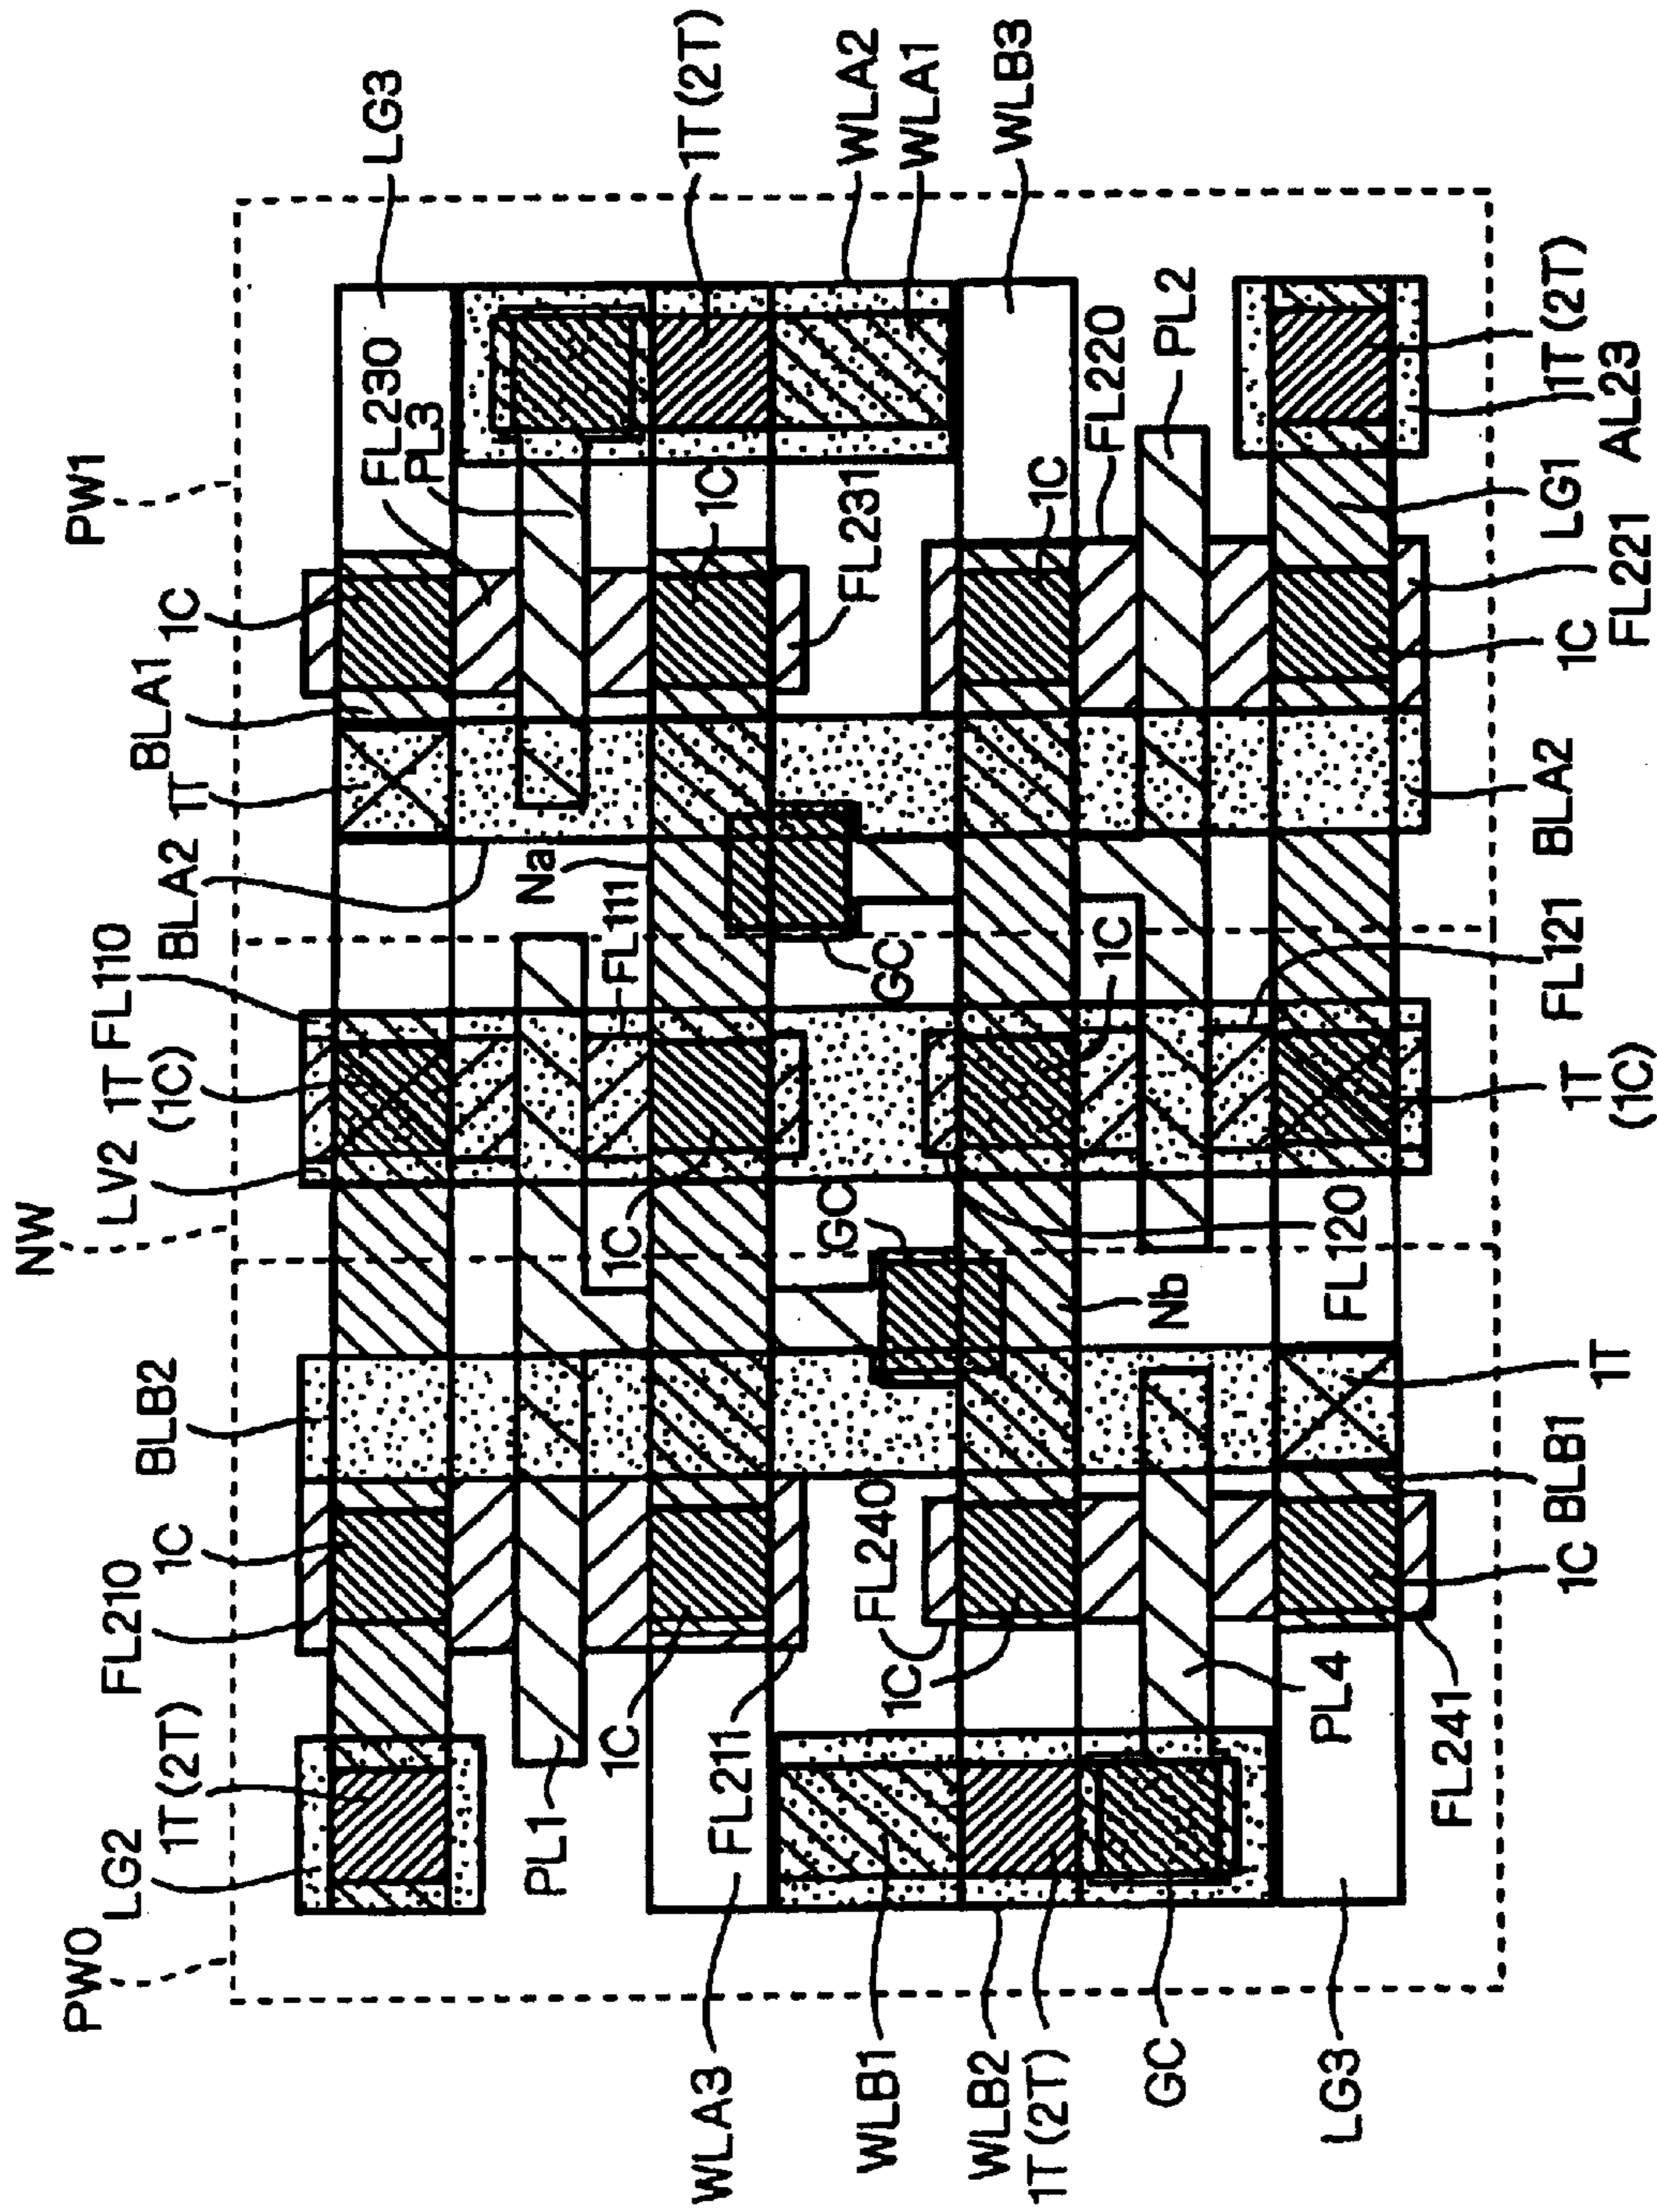 PW0
LG2
1T(2T)
FL210
1C
BLB2
NW
LV2
1T
(1C)
FL110
BLA2
1T
BLA1
1C
PW1
FL230
PL3
LG3
1T(2T)
WLA2
WLA1
WLB3
PL1
1C
FL211
1C
GC
FL111
Na
GC
1C
FL231
1C
FL220
PL2
FL240
1C
Nb
1C
PL4
FL241
FL120
WLA3
WLB1
WLB2
1T(2T)
GC
LG3
1C
BLB1
1T
1T
(1C)
FL121
BLA2
1C
FL221
LG1
AL23
1T(2T)